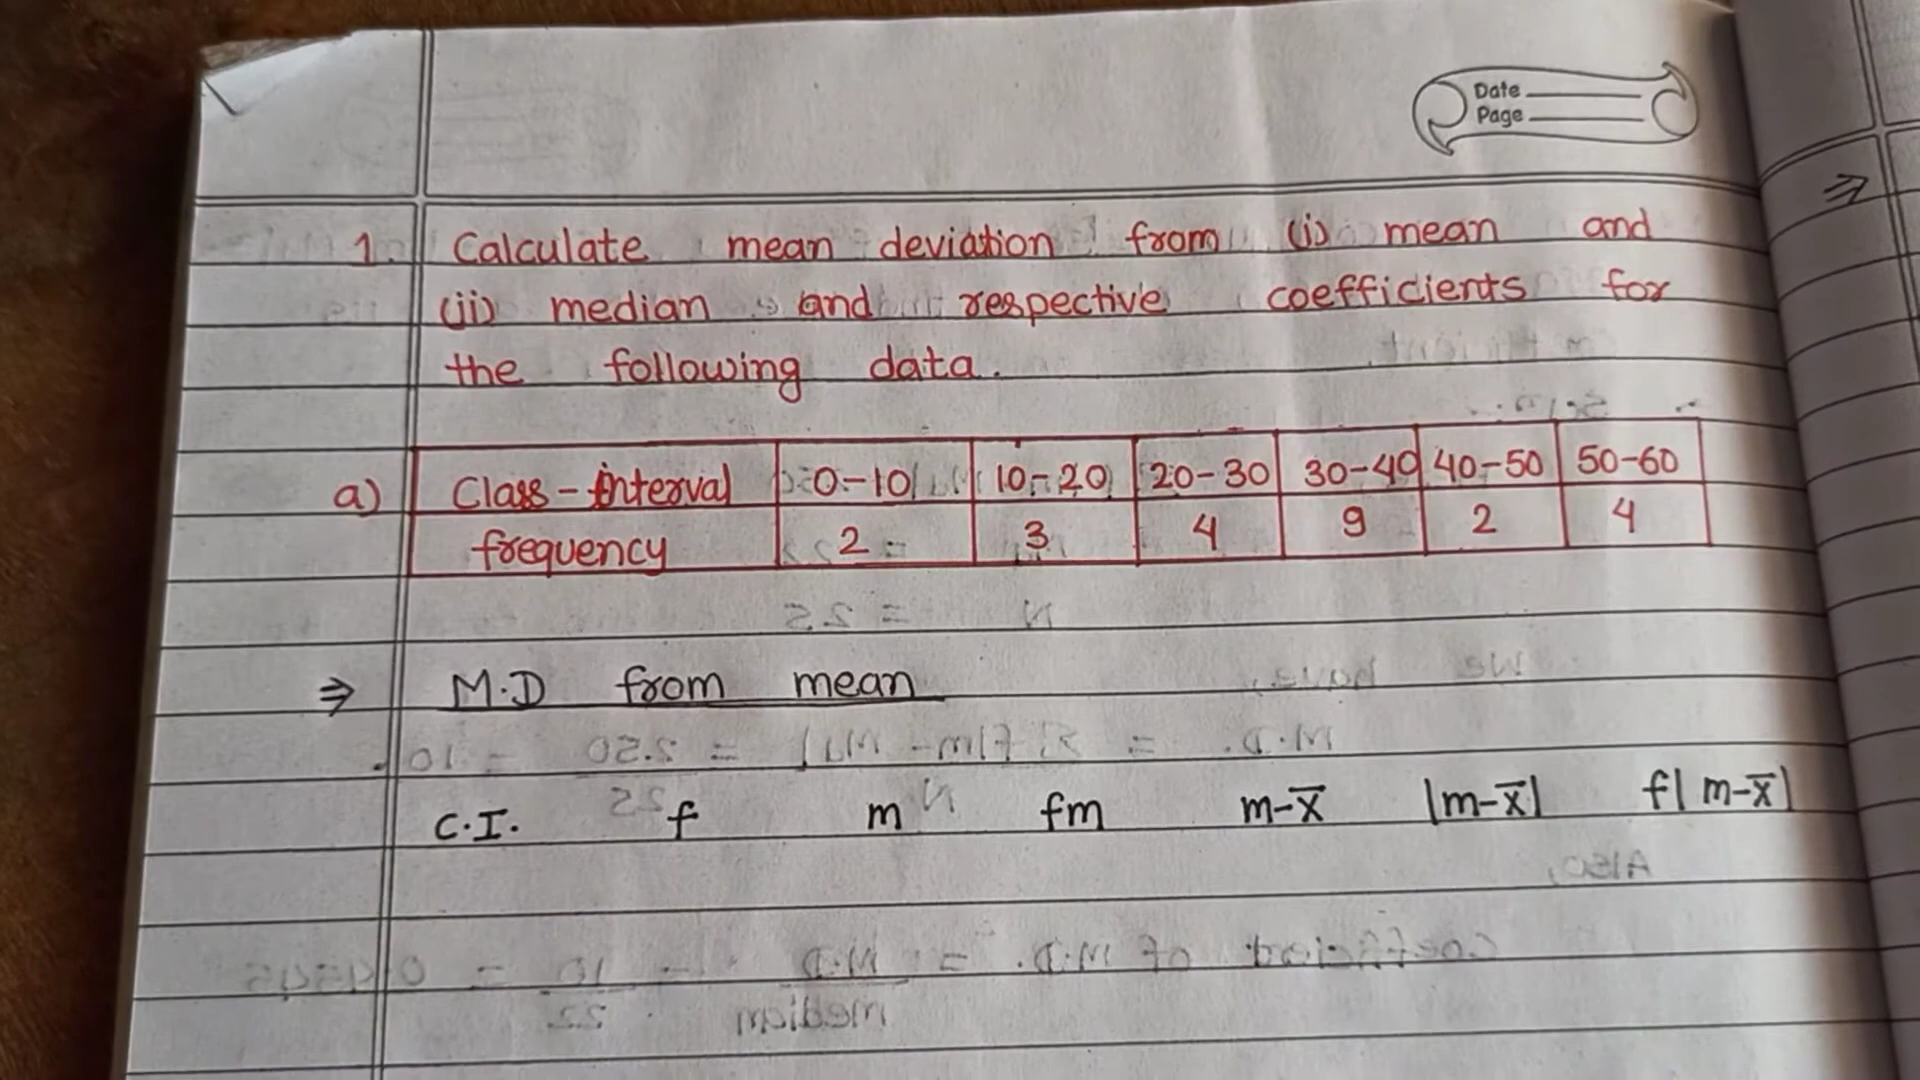 Date
Page
1. Calculate mean deviation from (i) mean and
(ii) median and respective coefficients for
the following data.
a) Class-interval 0-10 10-20 20-30 30-40 40-50 50-60
frequency 2 3 4 9 2 4
⇒ M.D from mean
C.I. f m fm m-x̅ |m-x̅| f|m-x̅|
⇒